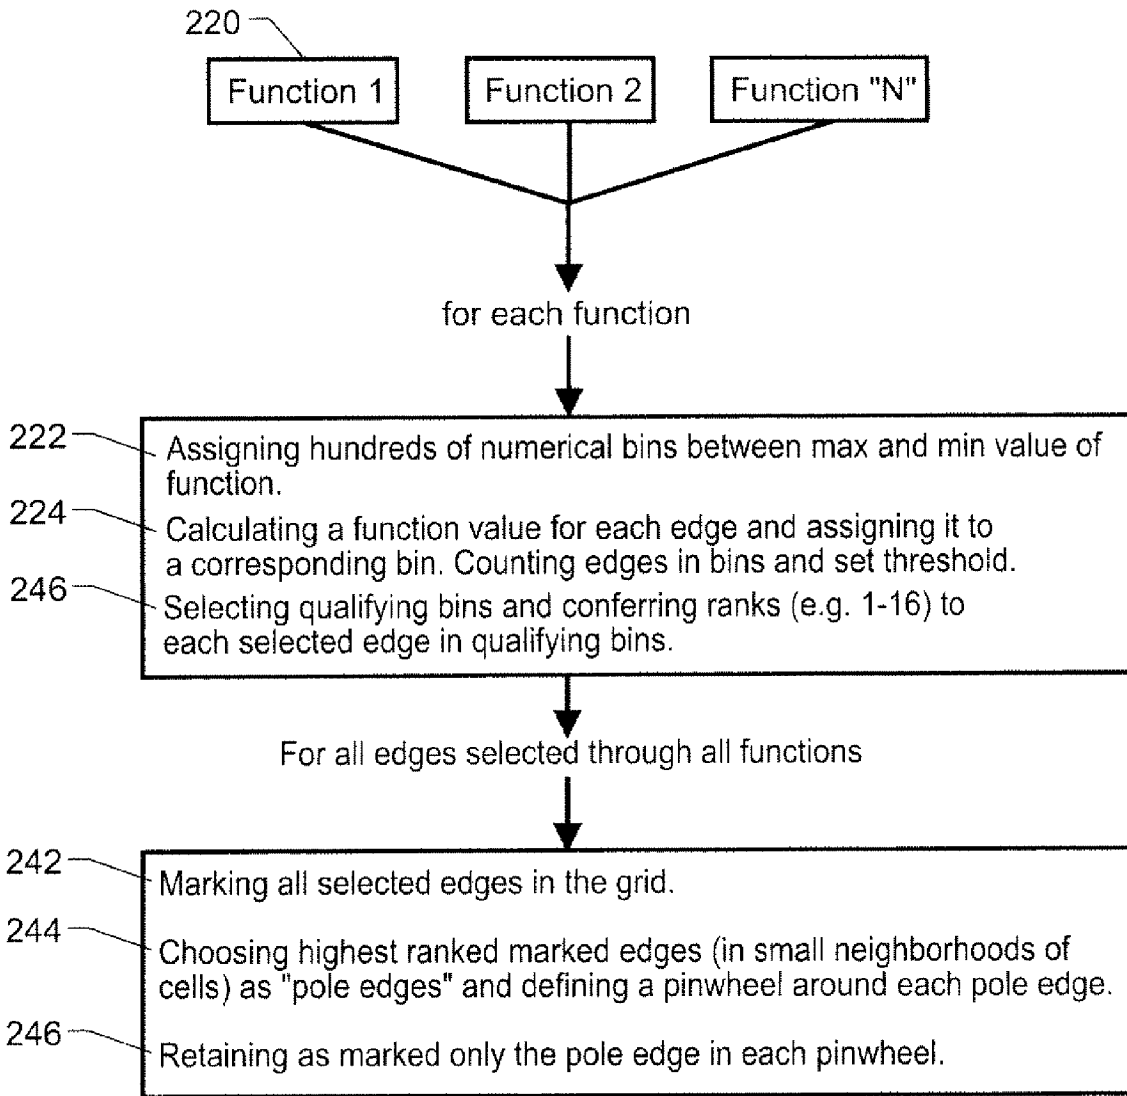 220
Function 1
Function 2
Function "N"
for each function
222
Assigning hundreds of numerical bins between max and min value of
function.
224
Calculating a function value for each edge and assigning it to
a corresponding bin. Counting edges in bins and set threshold.
246
Selecting qualifying bins and conferring ranks (e.g. 1-16) to
each selected edge in qualifying bins.
For all edges selected through all functions
242
Marking all selected edges in the grid.
244
Choosing highest ranked marked edges (in small neighborhoods of
cells) as "pole edges" and defining a pinwheel around each pole edge.
246
Retaining as marked only the pole edge in each pinwheel.